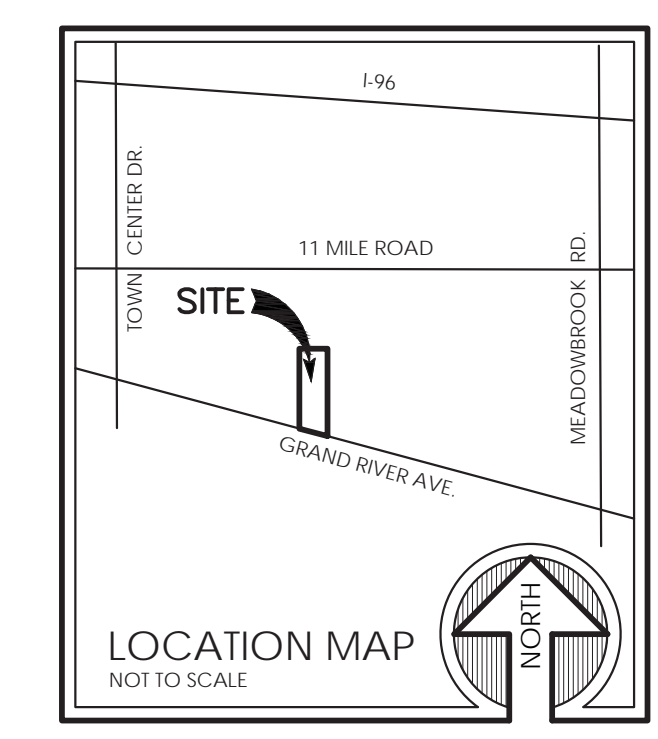 I-96
TOWN CENTER DR.
11 MILE ROAD
MEADOWBROOK RD.
SITE
GRAND RIVER AVE.
NORTH
LOCATION MAP
NOT TO SCALE